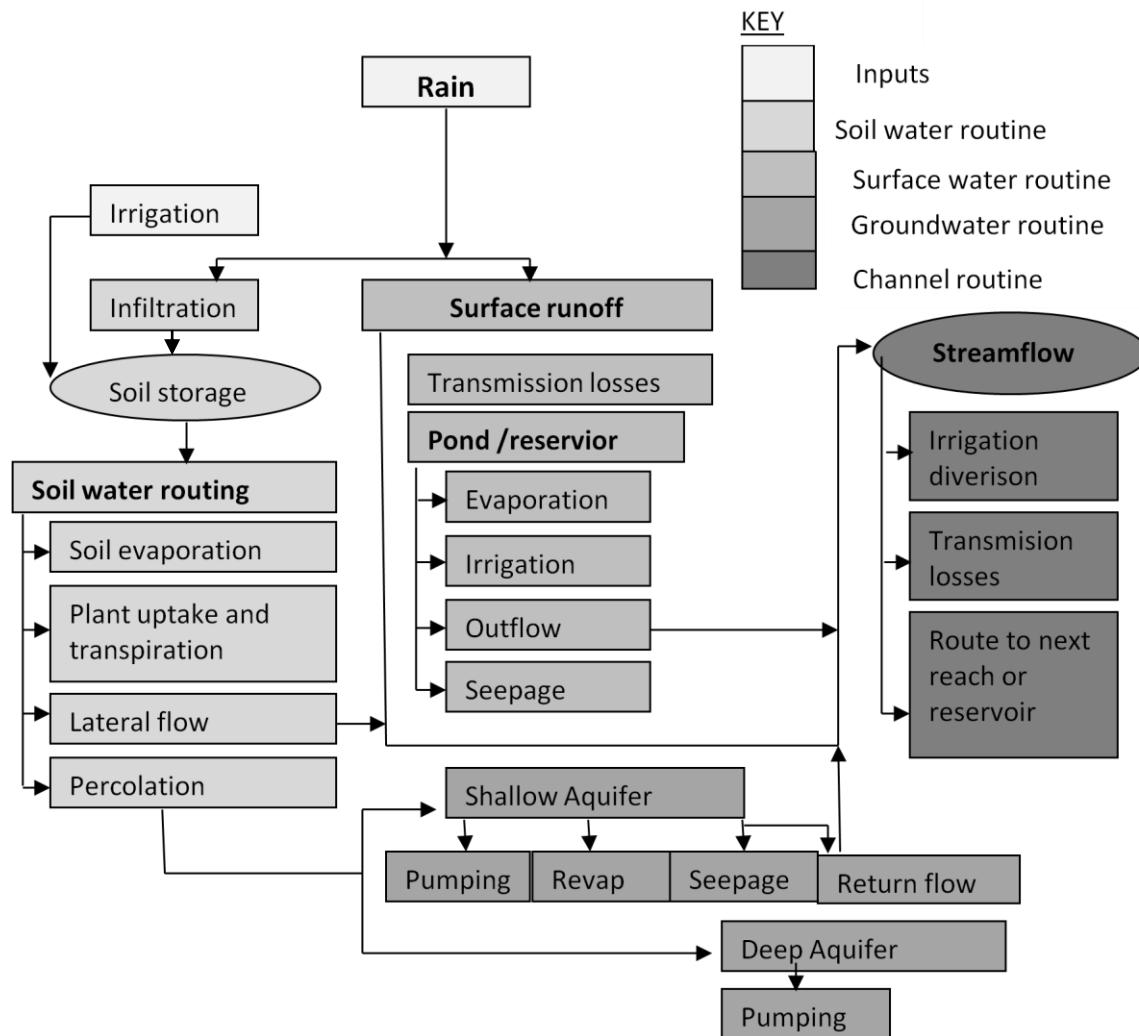 KEY
Inputs
Soil water routine
Surface water routine
Groundwater routine
Channel routine
Rain
Irrigation
Infiltration
Soil storage
Soil water routing
Soil evaporation
Plant uptake and
transpiration
Lateral flow
Percolation
Surface runoff
Transmission losses
Pond /reservior
Evaporation
Irrigation
Outflow
Seepage
Streamflow
Irrigation
diverison
Transmision
losses
Route to next
reach or
reservoir
Shallow Aquifer
Pumping
Revap
Seepage
Return flow
Deep Aquifer
Pumping